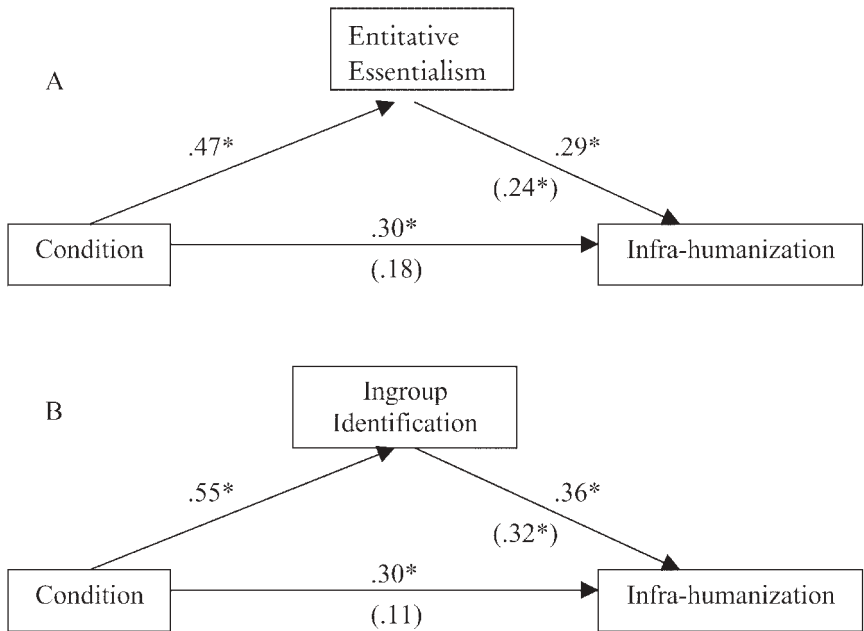 Entitative
Essentialism
A
.47*
.29*
(.24*)
Condition
.30*
Infra-humanization
(.18)
Ingroup
Identification
B
.55*
.36*
(.32*)
Condition
.30*
Infra-humanization
(.11)